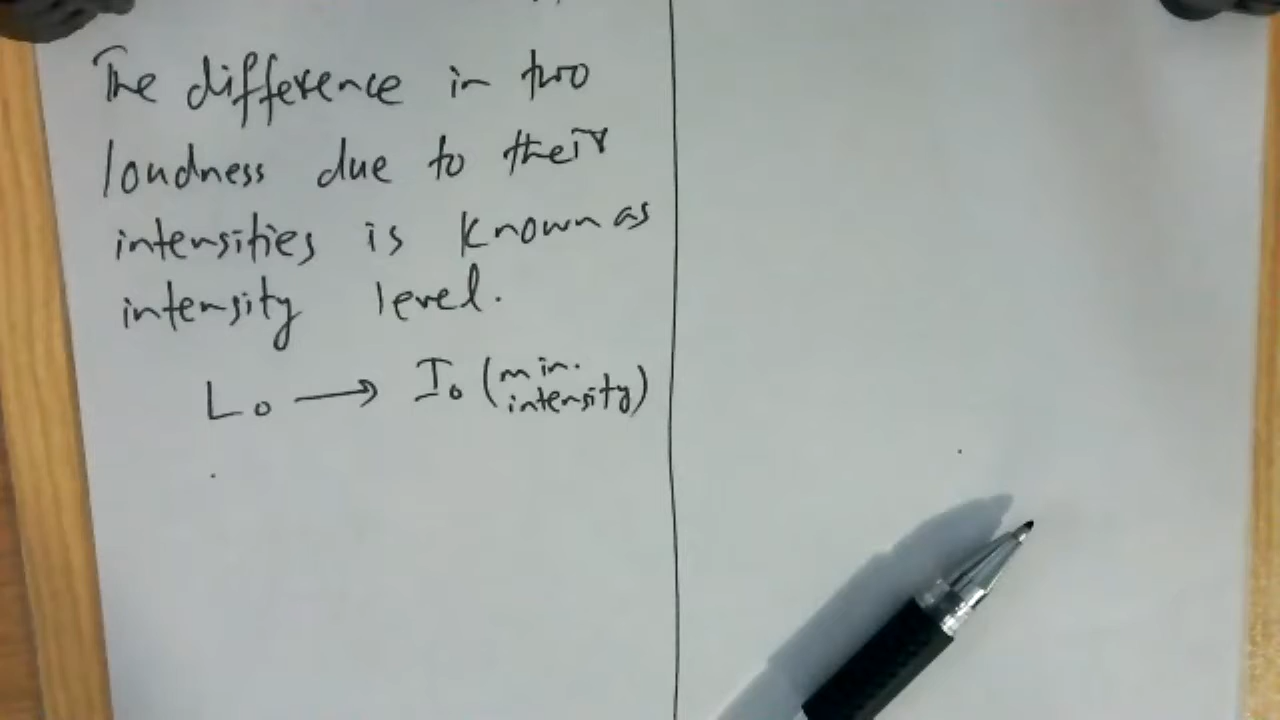 The difference in two
loudness due to their
intensities is known as
intensity level.
L₀ → I₀ (min. intensity)